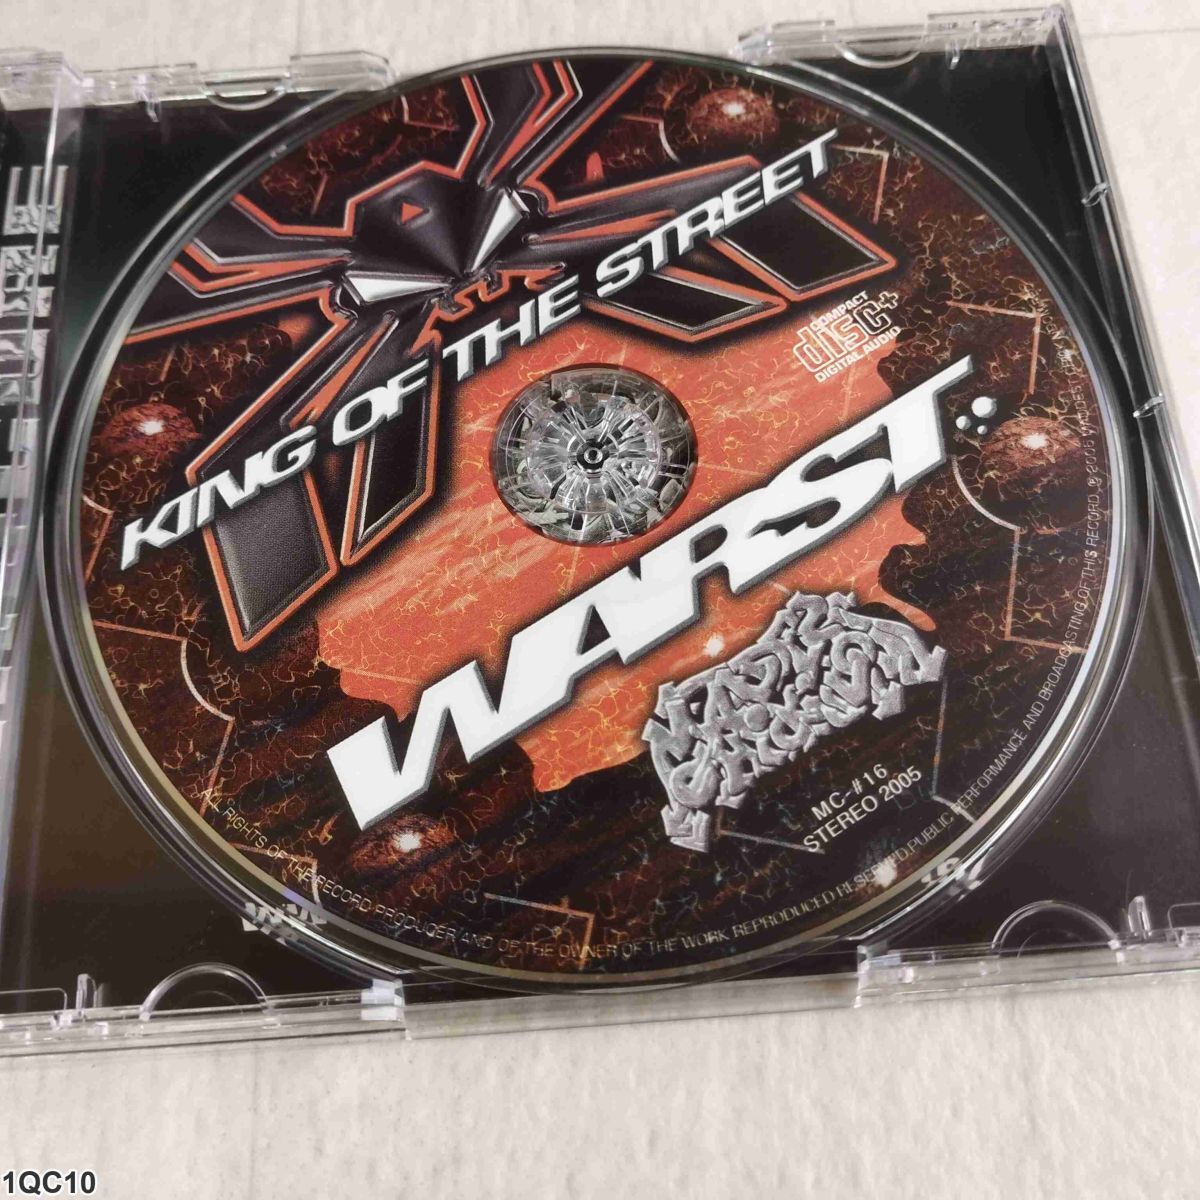 KING OF THE STREET
COMPACT
disc+
DIGITAL AUDIO
WARST..
MC-#16
STEREO 2005
ALL RIGHTS OF THE RECORD PRODUCER AND OF THE OWNER OF THE WORK REPRODUCED RESERVED.PUBLIC PERFORMANCE AND BROADCASTING OF THIS RECORD.
1QC10